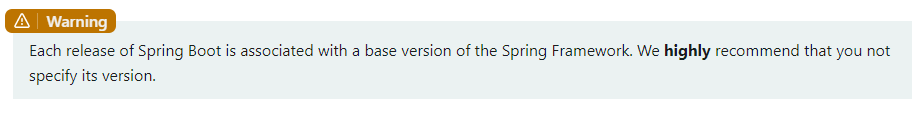 Warning
Each release of Spring Boot is associated with a base version of the Spring Framework. We highly recommend that you not
specify its version.